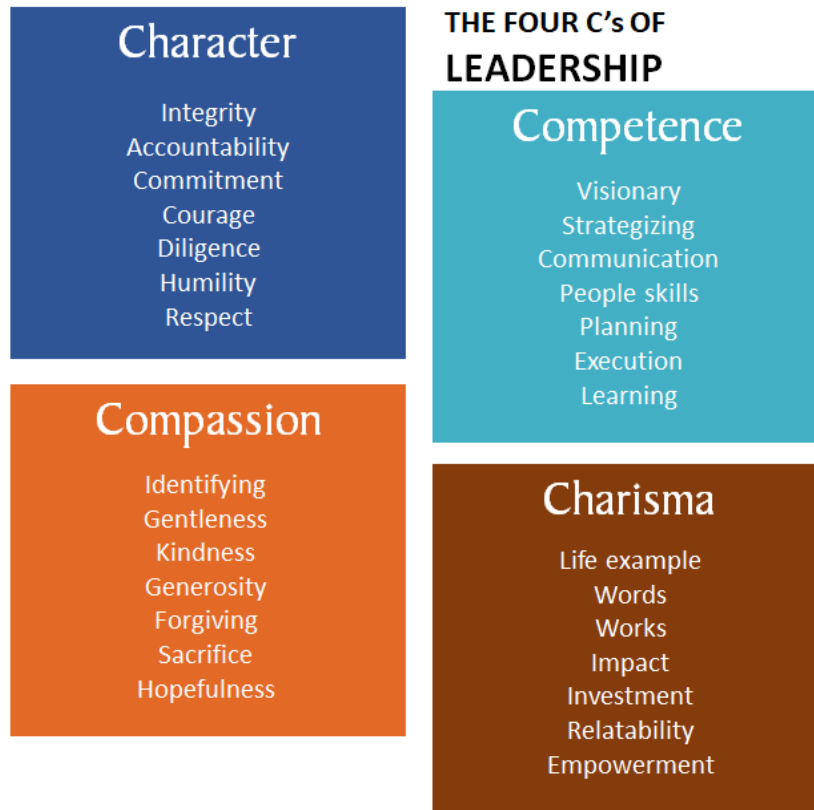 THE FOUR C's OF
LEADERSHIP
Character
Integrity
Accountability
Commitment
Courage
Diligence
Humility
Respect
Competence
Visionary
Strategizing
Communication
People skills
Planning
Execution
Learning
Compassion
Identifying
Gentleness
Kindness
Generosity
Forgiving
Sacrifice
Hopefulness
Charisma
Life example
Words
Works
Impact
Investment
Relatability
Empowerment